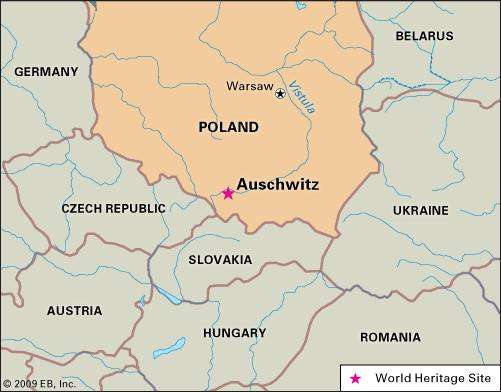 BELARUS
GERMANY
Warsaw
Vistula
POLAND
Auschwitz
CZECH REPUBLIC
UKRAINE
SLOVAKIA
AUSTRIA
HUNGARY
ROMANIA
© 2009 EB, Inc.
World Heritage Site